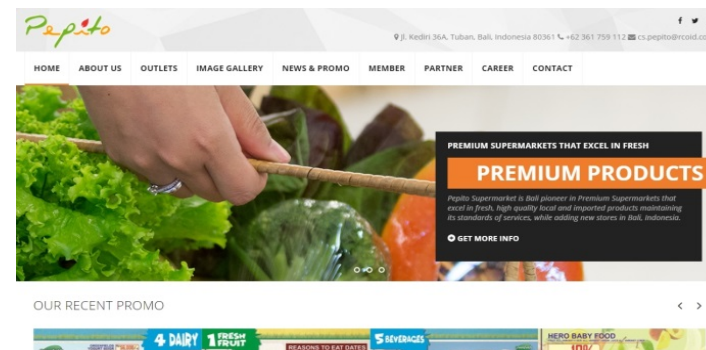 Pepito
Jl. Kediri 36A, Tuban, Bali, Indonesia 80361 +62 361 759 112 cs.pepito@rcoid.co
HOME ABOUT US OUTLETS IMAGE GALLERY NEWS & PROMO MEMBER PARTNER CAREER CONTACT
PREMIUM SUPERMARKETS THAT EXCEL IN FRESH
PREMIUM PRODUCTS
Pepito Supermarket is Bali pioneer in Premium Supermarkets that
excel in fresh, high quality local and imported products maintaining
its standards of services, while adding new stores in Bali, Indonesia.
GET MORE INFO
OUR RECENT PROMO
4 DAIRY 1 FRESH FRUIT
REASONS TO EAT DATES
5 BEVERAGES
HERO BABY FOOD
10%